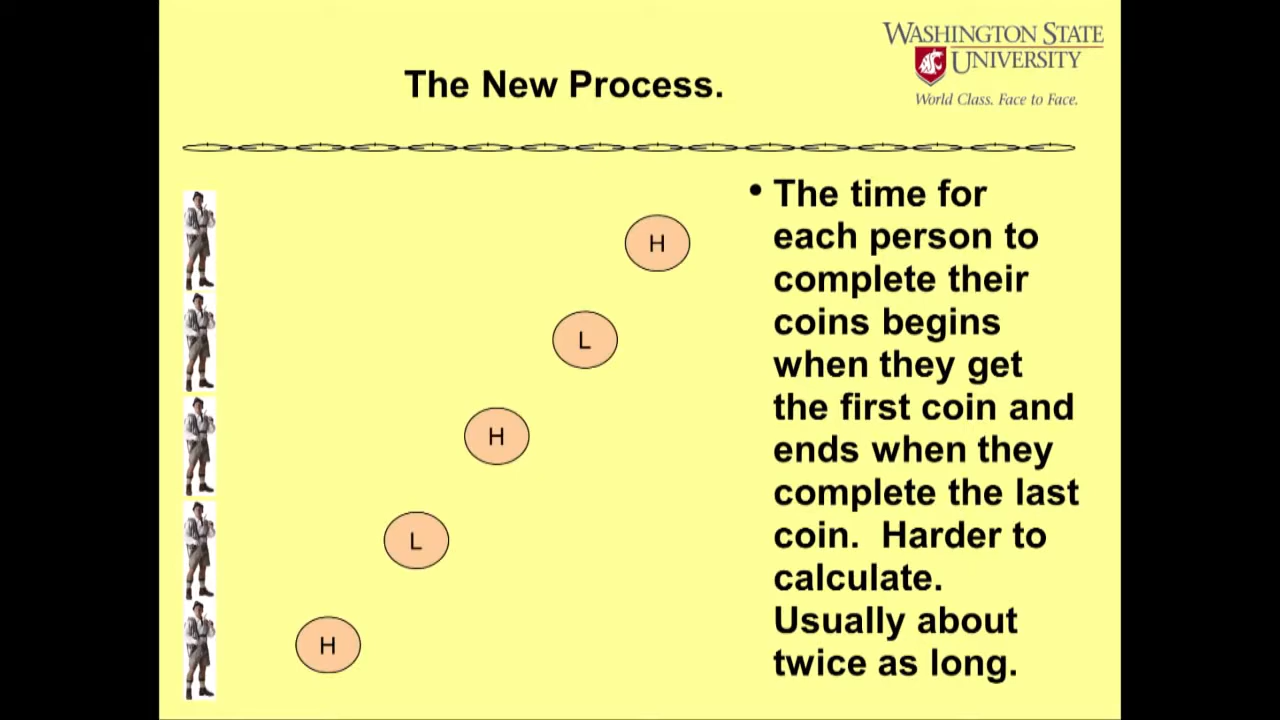 WASHINGTON STATE
UNIVERSITY
World Class. Face to Face.
The New Process.
• The time for
each person to
complete their
coins begins
when they get
the first coin and
ends when they
complete the last
coin.  Harder to
calculate.
Usually about
twice as long.
H
L
H
L
H